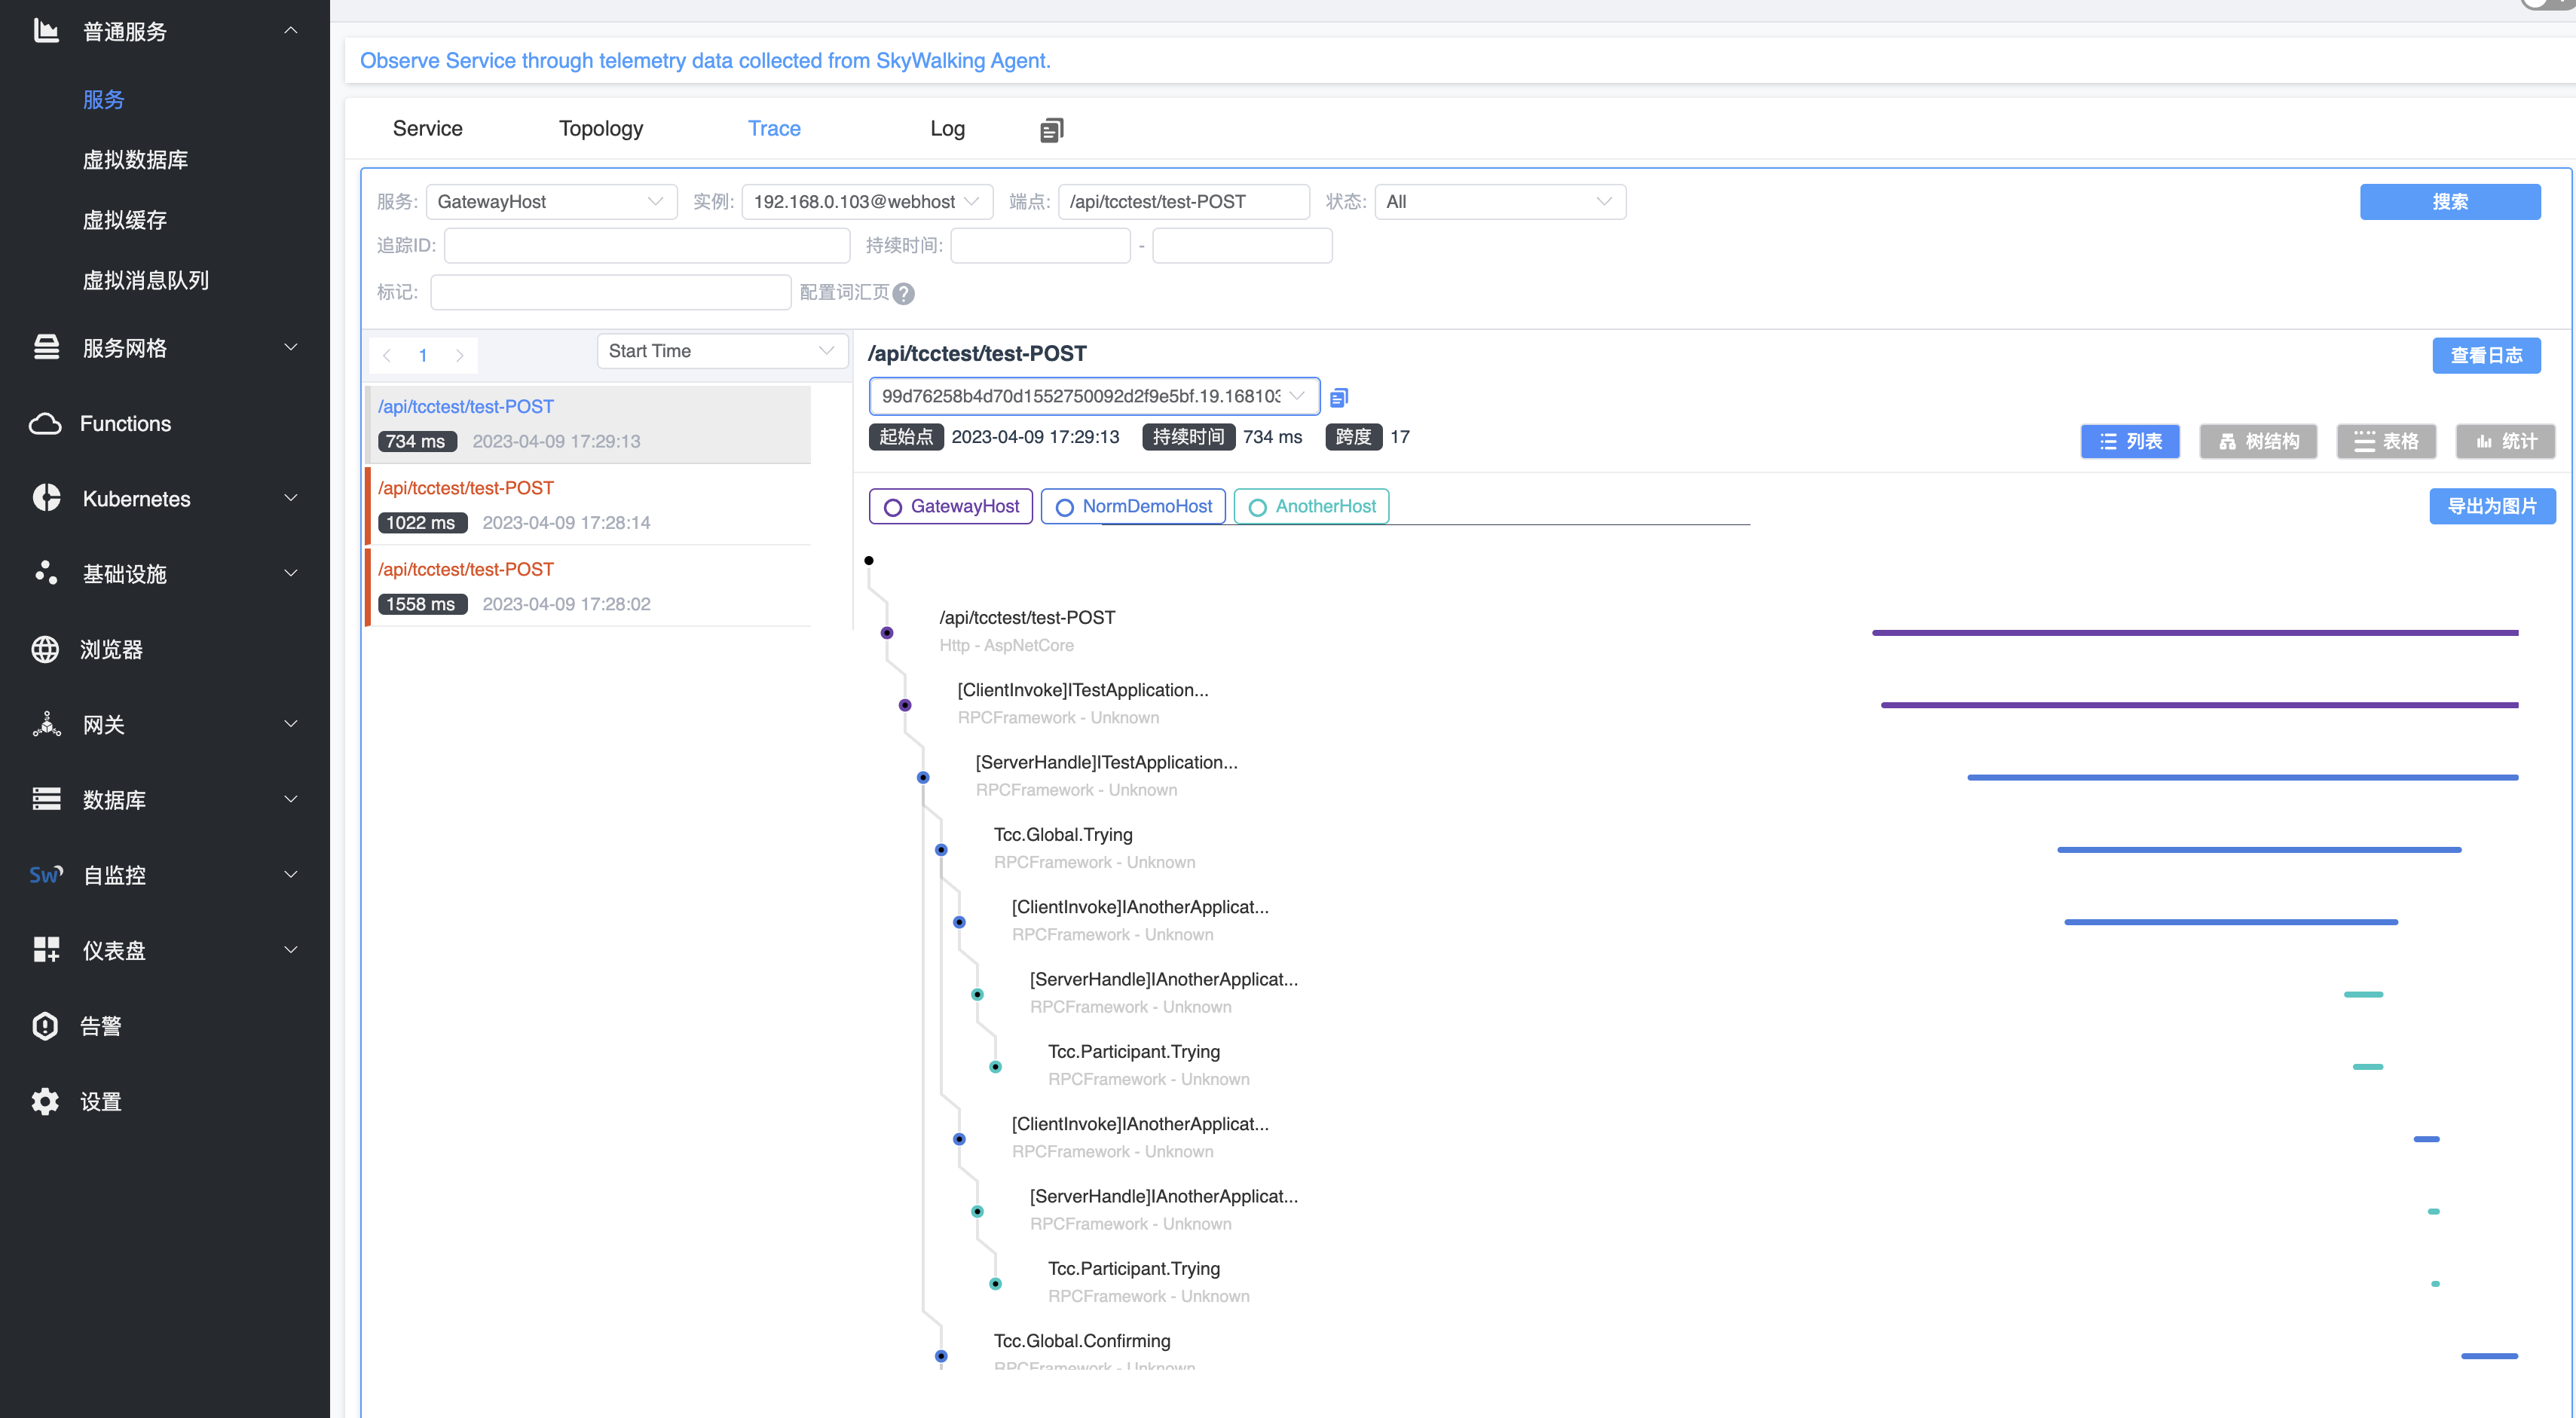 普通服务
服务
虚拟数据库
虚拟缓存
虚拟消息队列
服务网格
Functions
Kubernetes
基础设施
浏览器
网关
数据库
Sw 自监控
仪表盘
告警
设置
Observe Service through telemetry data collected from SkyWalking Agent.
Service Topology Trace Log
服务: GatewayHost 实例: 192.168.0.103@webhost 端点: /api/tcctest/test-POST 状态: All 搜索
追踪ID: 持续时间: -
标记: 配置词汇页 ?
1 Start Time
/api/tcctest/test-POST
734 ms 2023-04-09 17:29:13
/api/tcctest/test-POST
1022 ms 2023-04-09 17:28:14
/api/tcctest/test-POST
1558 ms 2023-04-09 17:28:02
/api/tcctest/test-POST 查看日志
99d76258b4d70d1552750092d2f9e5bf.19.16810
起始点 2023-04-09 17:29:13 持续时间 734 ms 跨度 17 列表 树结构 表格 统计
GatewayHost NormDemoHost AnotherHost 导出为图片
/api/tcctest/test-POST
Http - AspNetCore
[ClientInvoke]ITestApplication...
RPCFramework - Unknown
[ServerHandle]ITestApplication...
RPCFramework - Unknown
Tcc.Global.Trying
RPCFramework - Unknown
[ClientInvoke]IAnotherApplicat...
RPCFramework - Unknown
[ServerHandle]IAnotherApplicat...
RPCFramework - Unknown
Tcc.Participant.Trying
RPCFramework - Unknown
[ClientInvoke]IAnotherApplicat...
RPCFramework - Unknown
[ServerHandle]IAnotherApplicat...
RPCFramework - Unknown
Tcc.Participant.Trying
RPCFramework - Unknown
Tcc.Global.Confirming
RPCFramework - Unknown